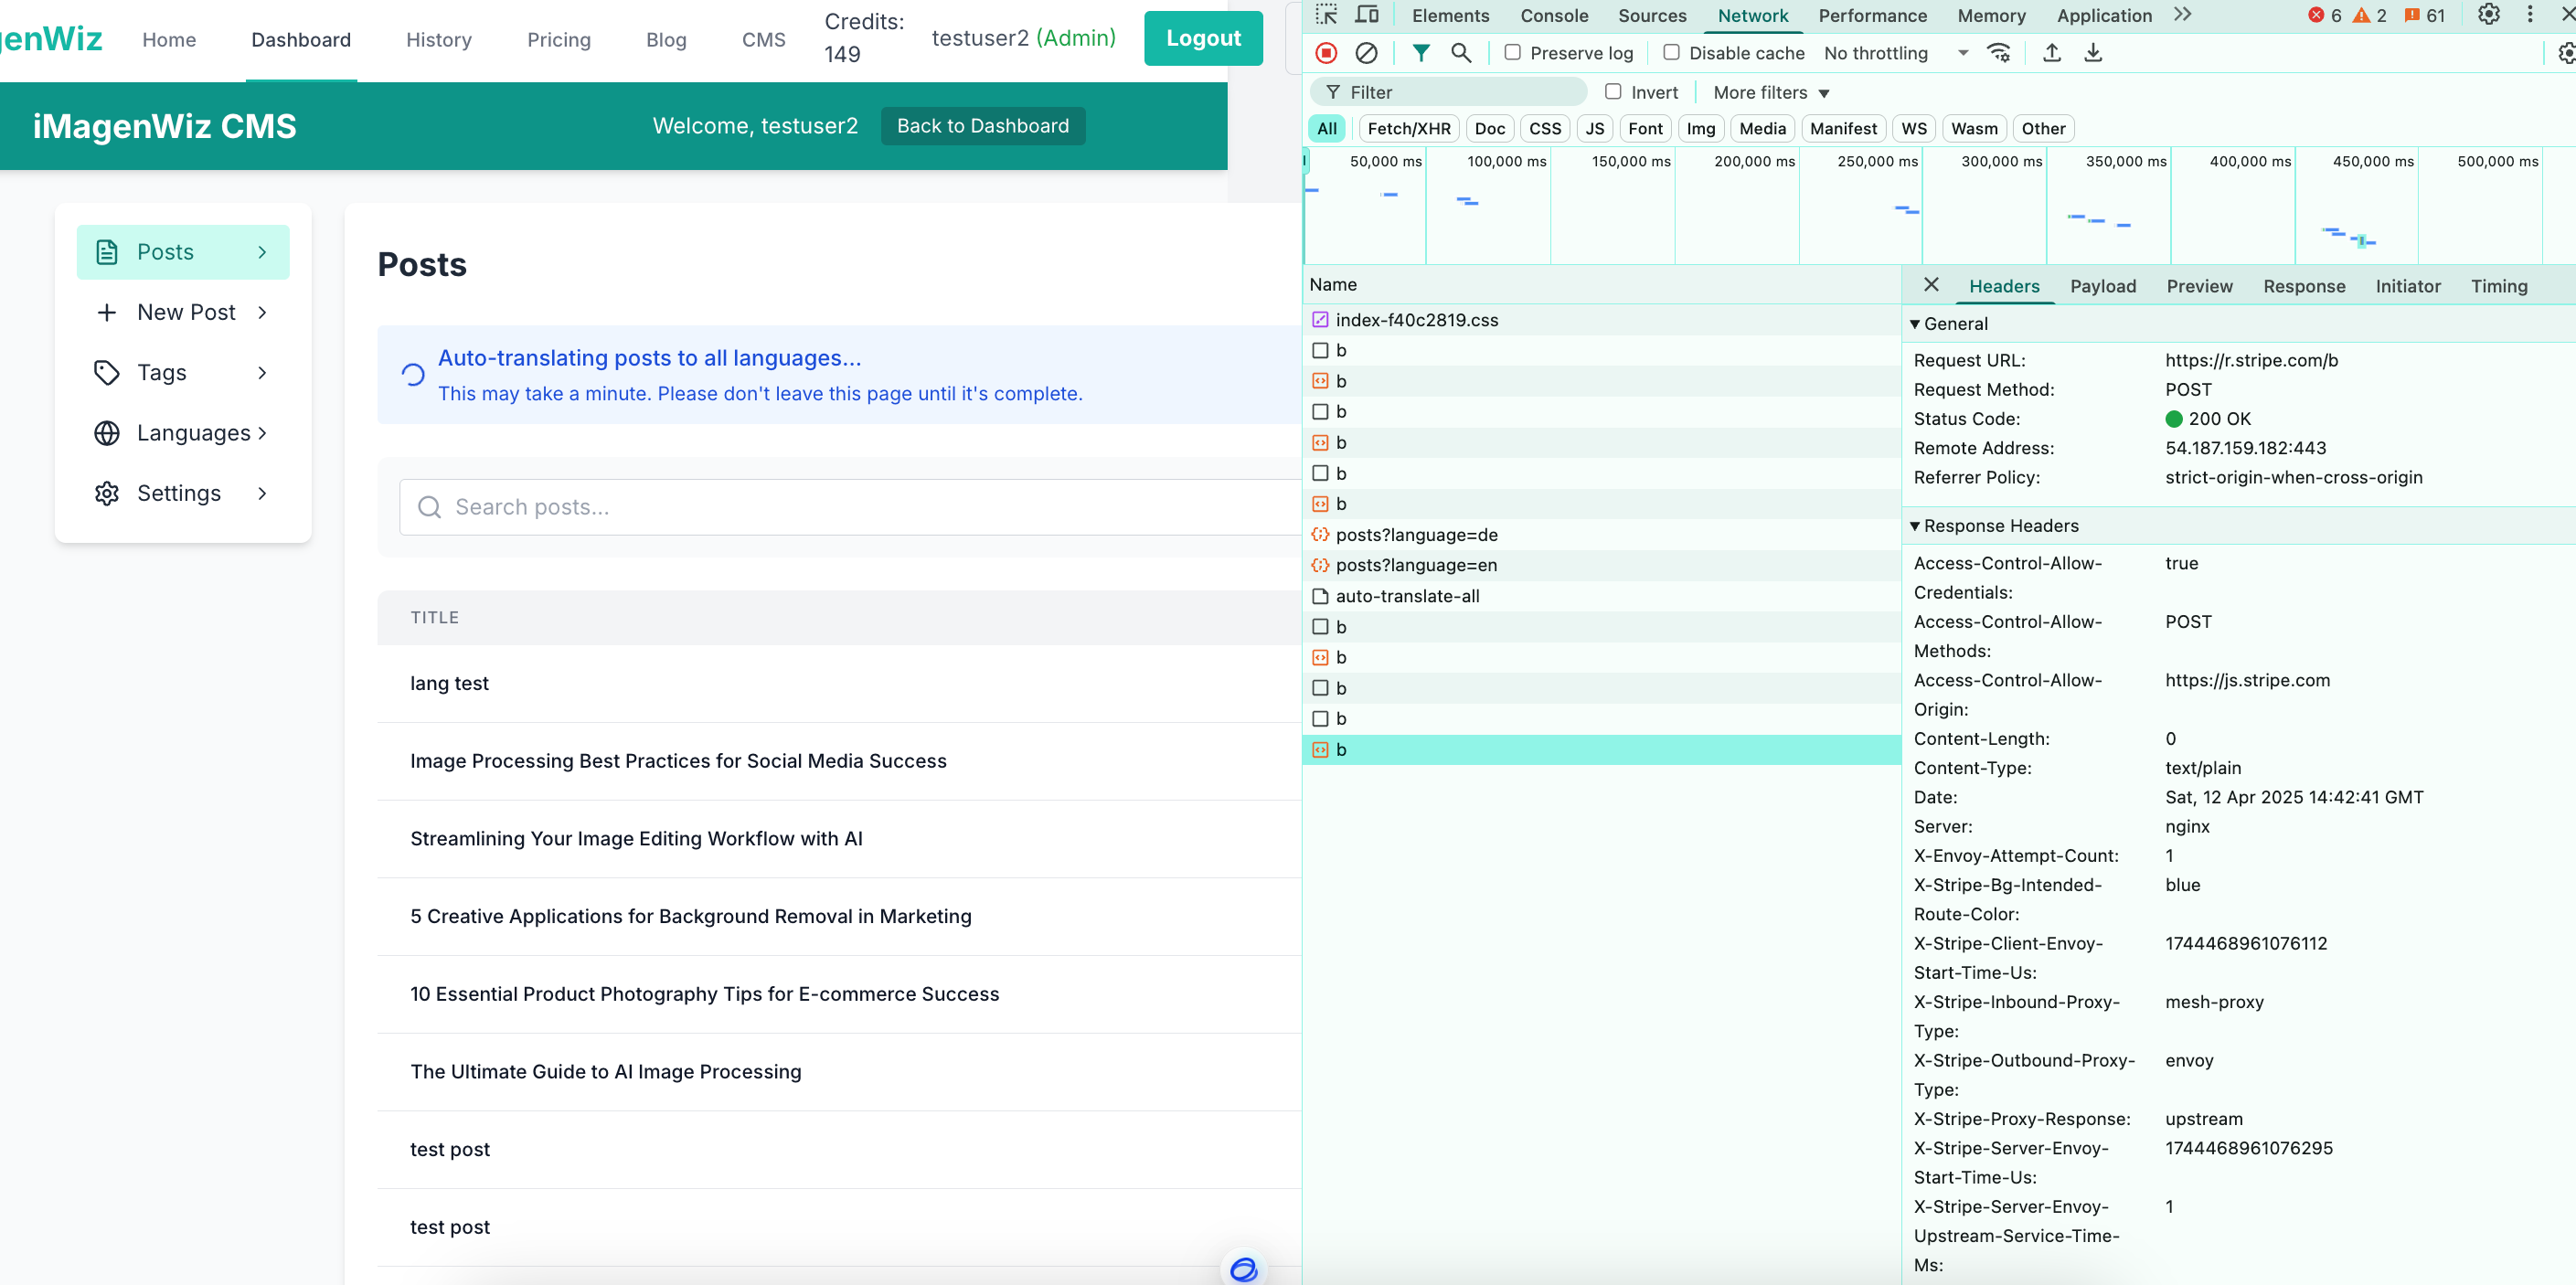 genWiz
Home
Dashboard
History
Pricing
Blog
CMS
Credits:
149
testuser2 (Admin)
Logout
iMagenWiz CMS
Welcome, testuser2
Back to Dashboard
Posts
New Post
Tags
Languages
Settings
Posts
Auto-translating posts to all languages...
This may take a minute. Please don't leave this page until it's complete.
Search posts...
TITLE
lang test
Image Processing Best Practices for Social Media Success
Streamlining Your Image Editing Workflow with AI
5 Creative Applications for Background Removal in Marketing
10 Essential Product Photography Tips for E-commerce Success
The Ultimate Guide to AI Image Processing
test post
test post
Elements
Console
Sources
Network
Performance
Memory
Application
6
2
61
Preserve log
Disable cache
No throttling
Filter
Invert
More filters
All
Fetch/XHR
Doc
CSS
JS
Font
Img
Media
Manifest
WS
Wasm
Other
50,000 ms
100,000 ms
150,000 ms
200,000 ms
250,000 ms
300,000 ms
350,000 ms
400,000 ms
450,000 ms
500,000 ms
Name
index-f40c2819.css
b
b
b
b
b
b
posts?language=de
posts?language=en
auto-translate-all
b
b
b
b
b
Headers
Payload
Preview
Response
Initiator
Timing
General
Request URL: https://r.stripe.com/b
Request Method: POST
Status Code: 200 OK
Remote Address: 54.187.159.182:443
Referrer Policy: strict-origin-when-cross-origin
Response Headers
Access-Control-Allow- true
Credentials:
Access-Control-Allow- POST
Methods:
Access-Control-Allow- https://js.stripe.com
Origin:
Content-Length: 0
Content-Type: text/plain
Date: Sat, 12 Apr 2025 14:42:41 GMT
Server: nginx
X-Envoy-Attempt-Count: 1
X-Stripe-Bg-Intended- blue
Route-Color:
X-Stripe-Client-Envoy- 1744468961076112
Start-Time-Us:
X-Stripe-Inbound-Proxy- mesh-proxy
Type:
X-Stripe-Outbound-Proxy- envoy
Type:
X-Stripe-Proxy-Response: upstream
X-Stripe-Server-Envoy- 1744468961076295
Start-Time-Us:
X-Stripe-Server-Envoy- 1
Upstream-Service-Time-
Ms: